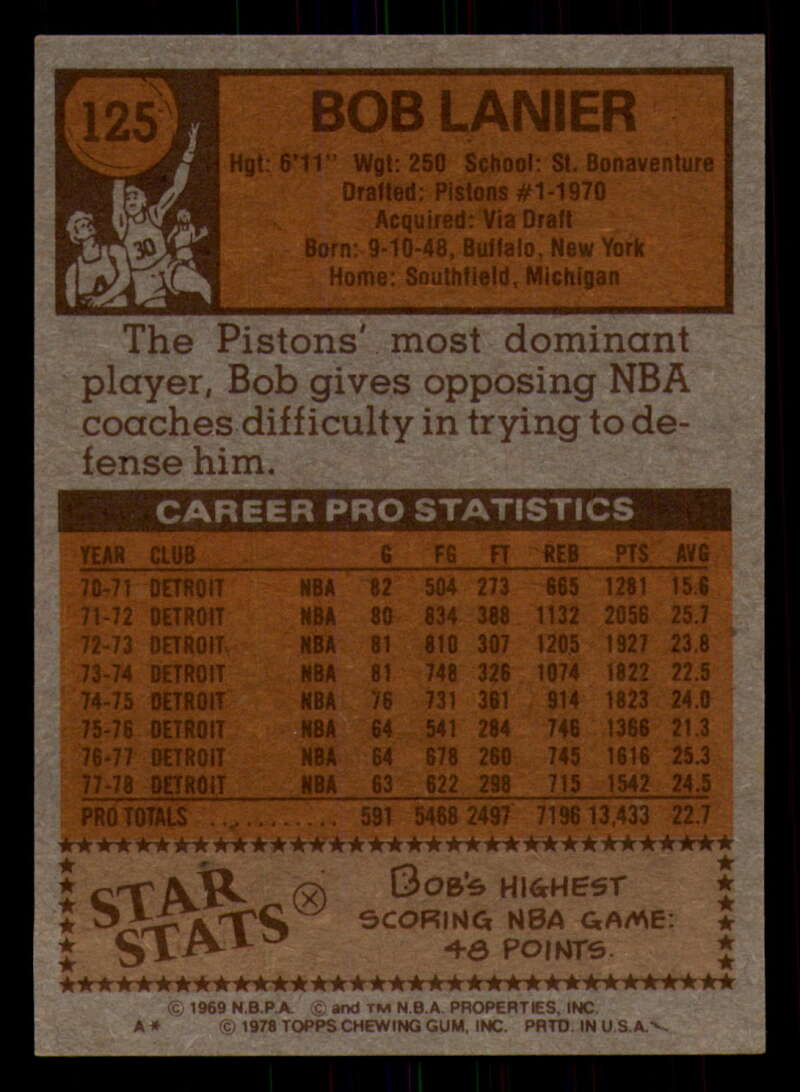 125
BOB LANIER
Hgt: 6'11" Wgt: 250 School: St. Bonaventure
Drafted: Pistons #1-1970
Acquired: Via Draft
Born: 9-10-48, Buffalo, New York
Home: Southfield, Michigan
30
The Pistons' most dominant
player, Bob gives opposing NBA
coaches difficulty in trying to de-
fense him.
CAREER PRO STATISTICS
YEAR CLUB G FG FT REB PTS AVG
70-71 DETROIT NBA 82 504 273 665 1281 15.6
71-72 DETROIT NBA 80 834 388 1132 2056 25.7
72-73 DETROIT NBA 81 810 307 1205 1927 23.8
73-74 DETROIT NBA 81 748 326 1074 1822 22.5
74-75 DETROIT NBA 76 731 361 914 1823 24.0
75-76 DETROIT NBA 64 541 284 746 1366 21.3
76-77 DETROIT NBA 64 678 260 745 1616 25.3
77-78 DETROIT NBA 63 622 298 715 1542 24.5
PRO TOTALS ............ 591 5468 2497 7196 13,433 22.7
STAR
STATS
BOB'S HIGHEST
SCORING NBA GAME:
48 POINTS.
© 1969 N.B.P.A. © and TM N.B.A. PROPERTIES, INC.
A* © 1978 TOPPS CHEWING GUM, INC. PRTD. IN U.S.A.